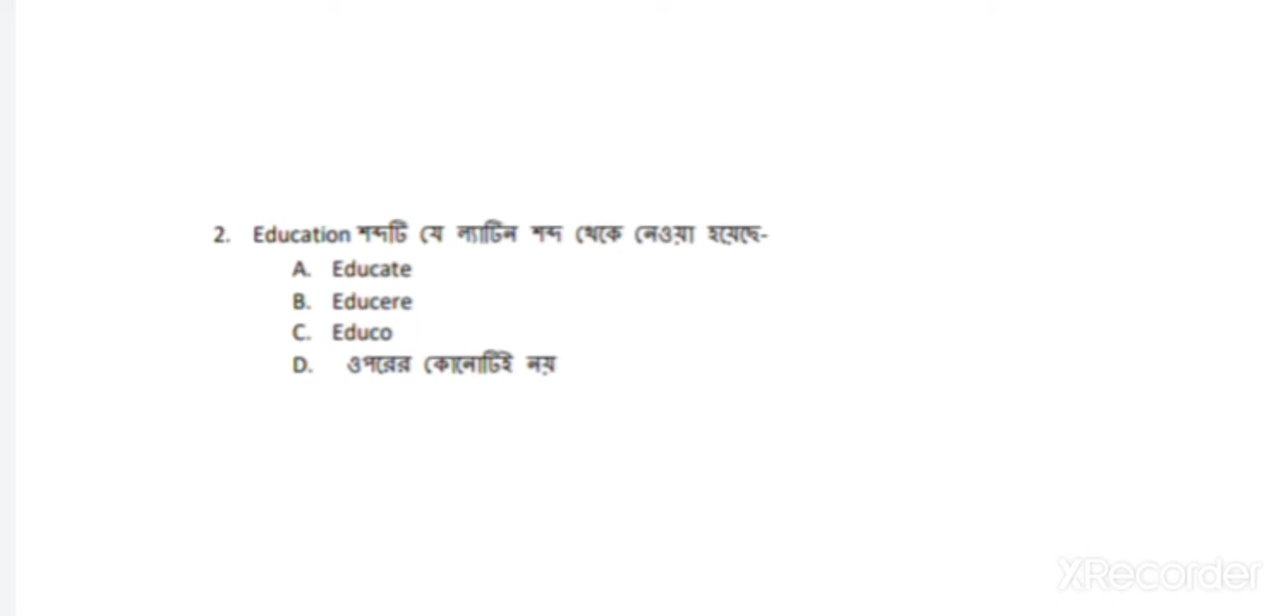 2. Education শব্দটি যে ল্যাটিন শব্দ থেকে নেওয়া হয়েছে-
A. Educate
B. Educere
C. Educo
D. ওপরের কোনোটিই নয়
XRecorder